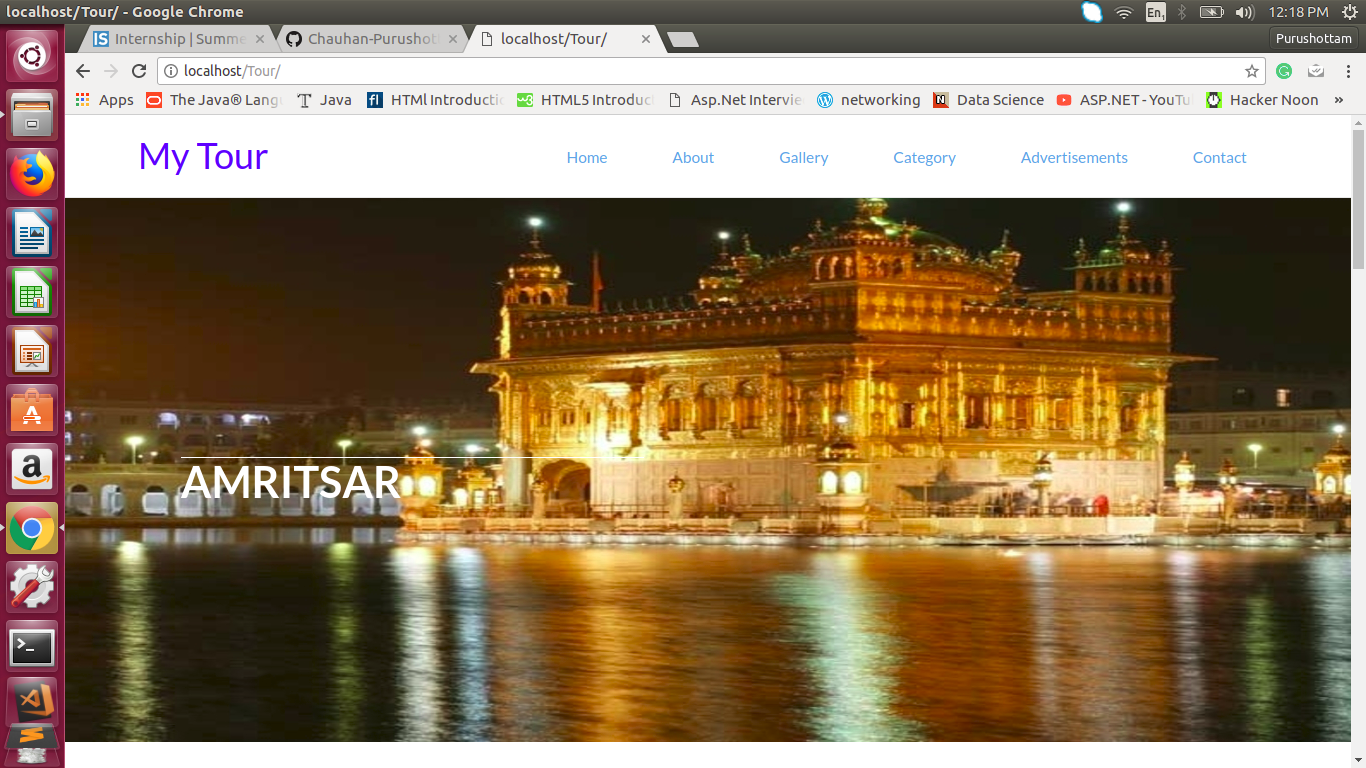 localhost/Tour/ - Google Chrome
En1
12:18 PM
Internship | Summe
Chauhan-Purushot
localhost/Tour/
Purushottam
localhost/Tour/
Apps
The Java® Lang
Java
HTMl Introductio
HTML5 Introduc
Asp.Net Intervie
networking
Data Science
ASP.NET - YouTu
Hacker Noon
»
My Tour
Home
About
Gallery
Category
Advertisements
Contact
AMRITSAR